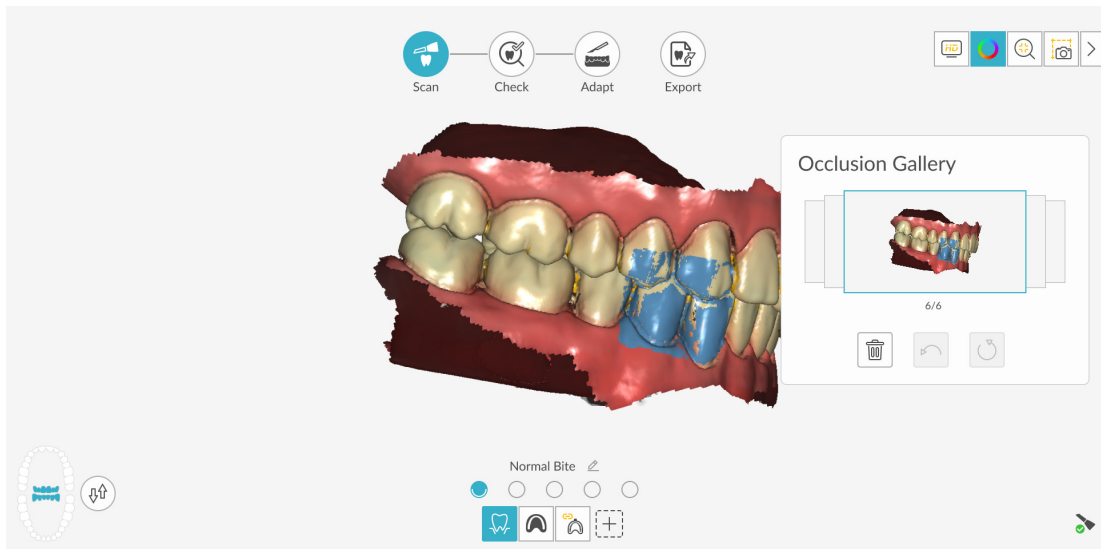 Scan
Check
Adapt
Export
HD
Occlusion Gallery
6/6
Normal Bite